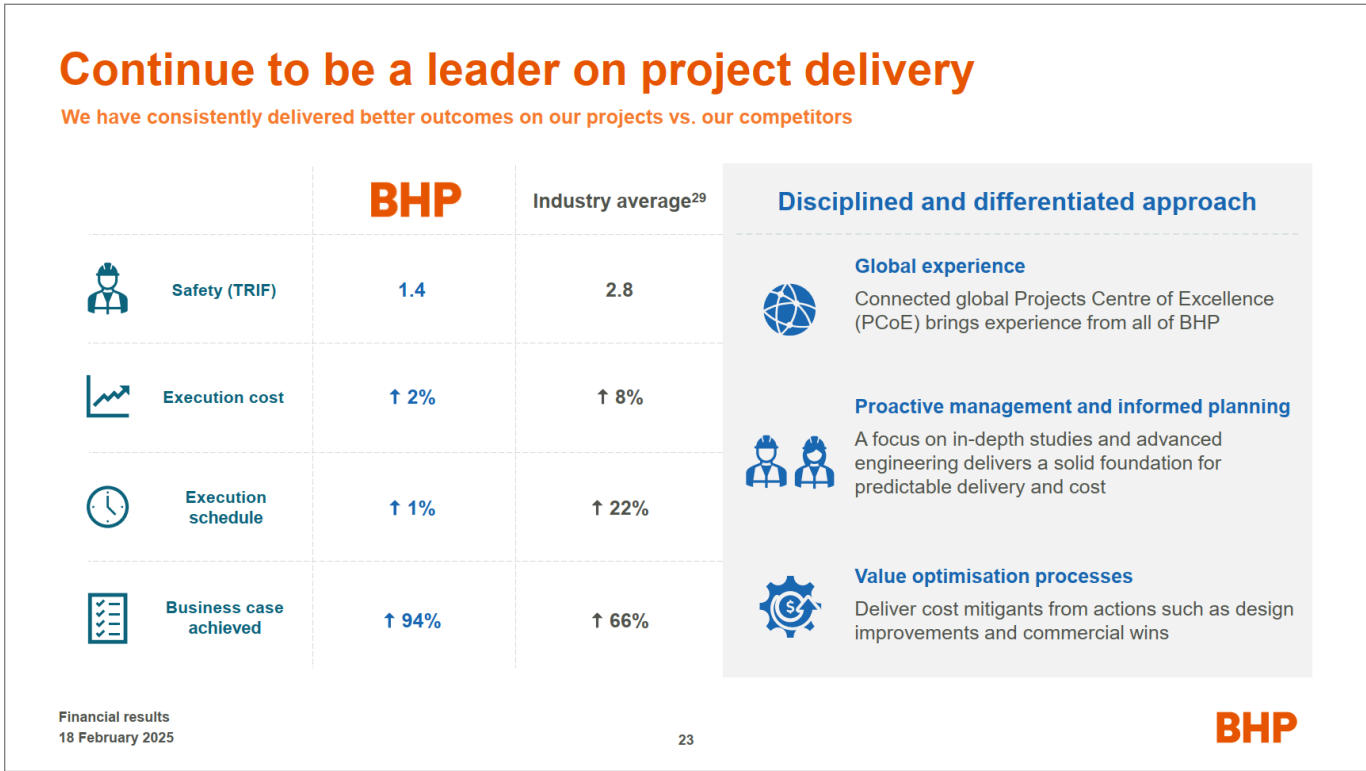 Continue to be a leader on project delivery
We have consistently delivered better outcomes on our projects vs. our competitors
BHP
Industry average²⁹
Safety (TRIF)
1.4
2.8
Execution cost
↑ 2%
↑ 8%
Execution
schedule
↑ 1%
↑ 22%
Business case
achieved
↑ 94%
↑ 66%
Disciplined and differentiated approach
Global experience
Connected global Projects Centre of Excellence
(PCoE) brings experience from all of BHP
Proactive management and informed planning
A focus on in-depth studies and advanced
engineering delivers a solid foundation for
predictable delivery and cost
$
Value optimisation processes
Deliver cost mitigants from actions such as design
improvements and commercial wins
Financial results
18 February 2025
23
BHP